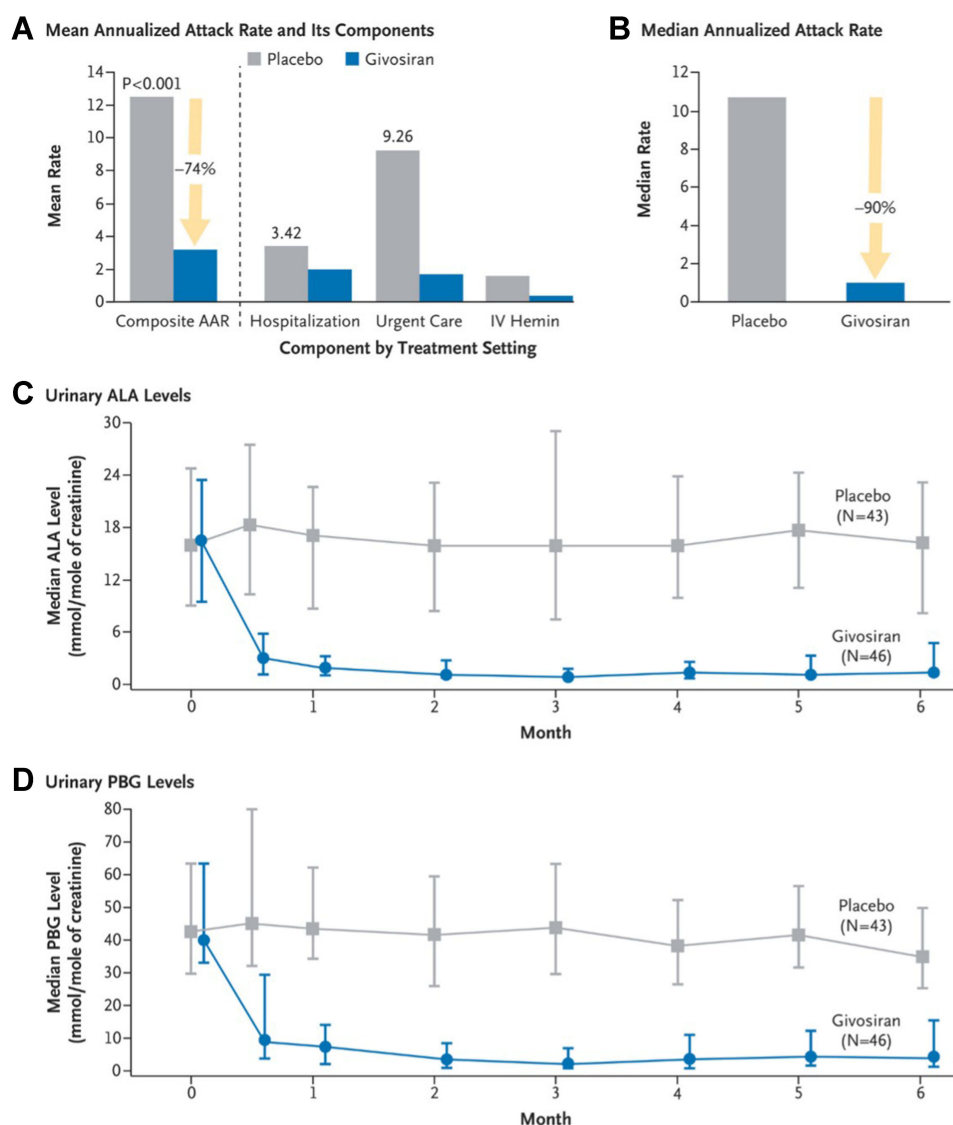 A Mean Annualized Attack Rate and Its Components
Placebo Givosiran
Mean Rate
14
12
10
8
6
4
2
0
P<0.001
–74%
3.42
9.26
Composite AAR Hospitalization Urgent Care IV Hemin
Component by Treatment Setting
B Median Annualized Attack Rate
Median Rate
12
10
8
6
4
2
0
–90%
Placebo Givosiran
C Urinary ALA Levels
Median ALA Level
(mmol/mole of creatinine)
30
24
18
12
6
0
Placebo
(N=43)
Givosiran
(N=46)
0 1 2 3 4 5 6
Month
D Urinary PBG Levels
Median PBG Level
(mmol/mole of creatinine)
80
70
60
50
40
30
20
10
0
Placebo
(N=43)
Givosiran
(N=46)
0 1 2 3 4 5 6
Month